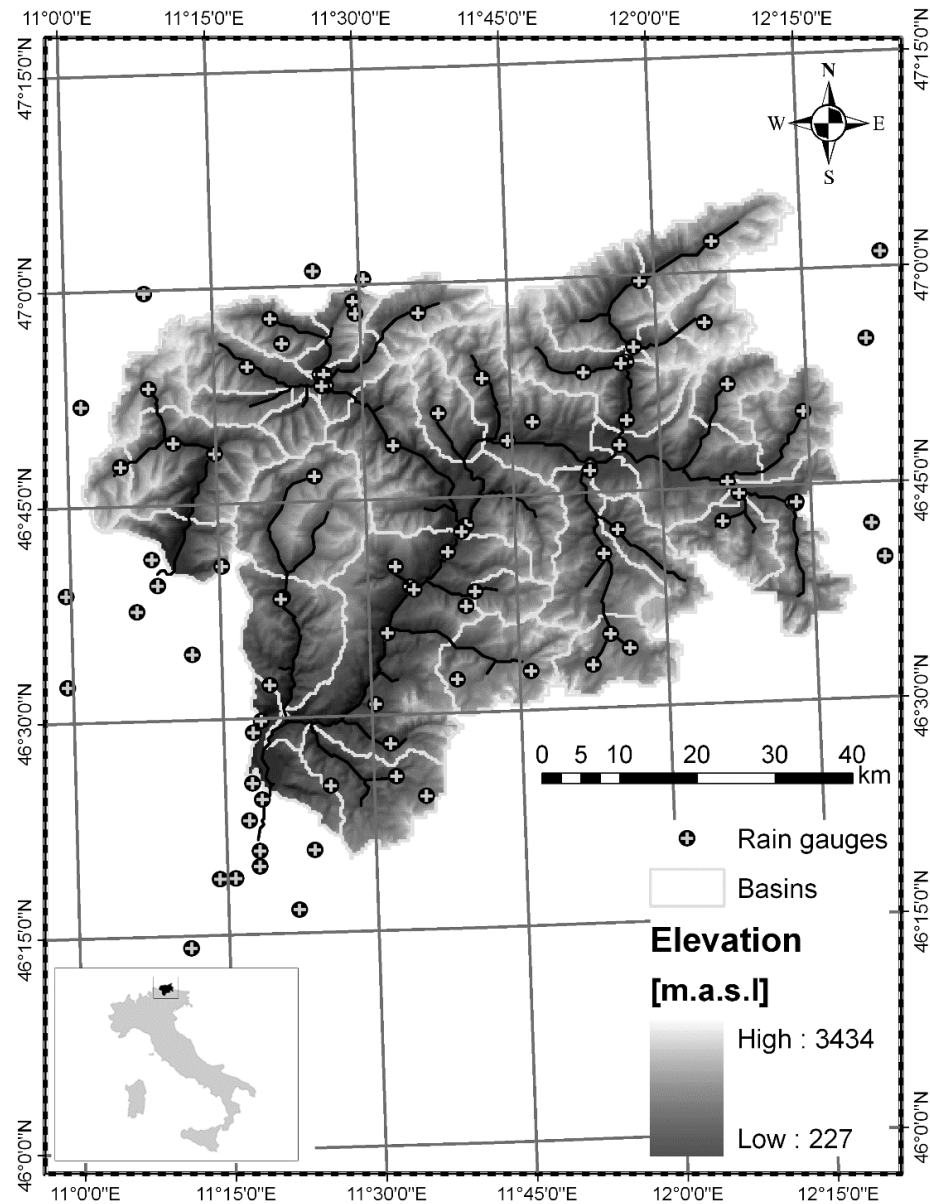 11°0'0"E 11°15'0"E 11°30'0"E 11°45'0"E 12°0'0"E 12°15'0"E
47°15'0"N
47°15'0"N
N
W E
S
47°0'0"N
47°0'0"N
46°45'0"N
46°45'0"N
46°30'0"N
46°30'0"N
0 5 10 20 30 40
km
Rain gauges
Basins
46°15'0"N
46°15'0"N
Elevation
[m.a.s.l]
High : 3434
Low : 227
46°0'0"N
46°0'0"N
11°0'0"E 11°15'0"E 11°30'0"E 11°45'0"E 12°0'0"E 12°15'0"E